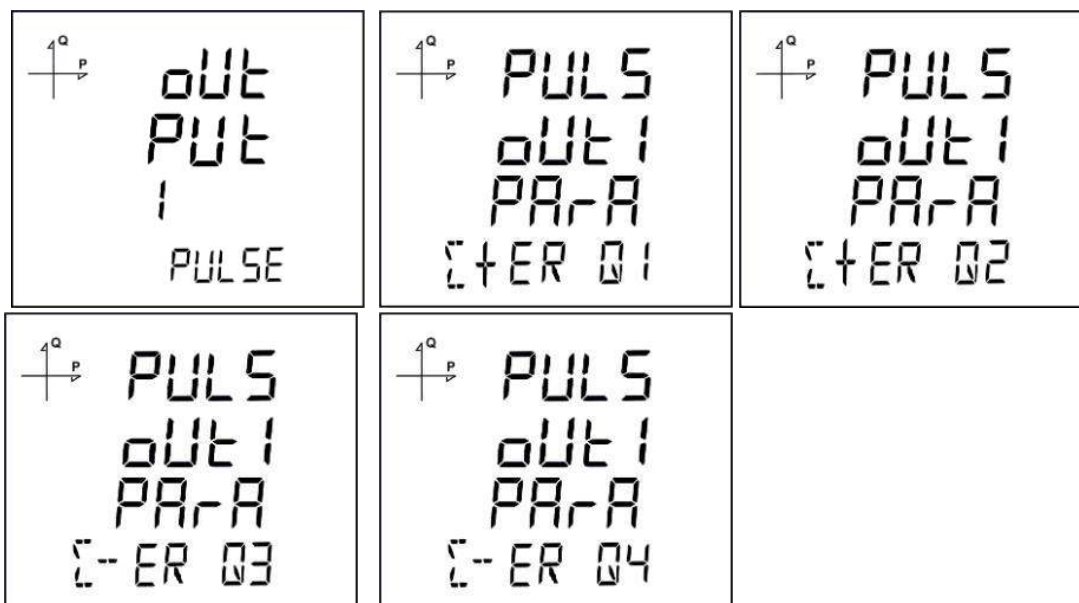 Q
P
oUt
PUt
1
PULSE
Q
P
PULS
oUt1
PArA
Σ+ER Q1
Q
P
PULS
oUt1
PArA
Σ+ER Q2
Q
P
PULS
oUt1
PArA
Σ-ER Q3
Q
P
PULS
oUt1
PArA
Σ-ER Q4